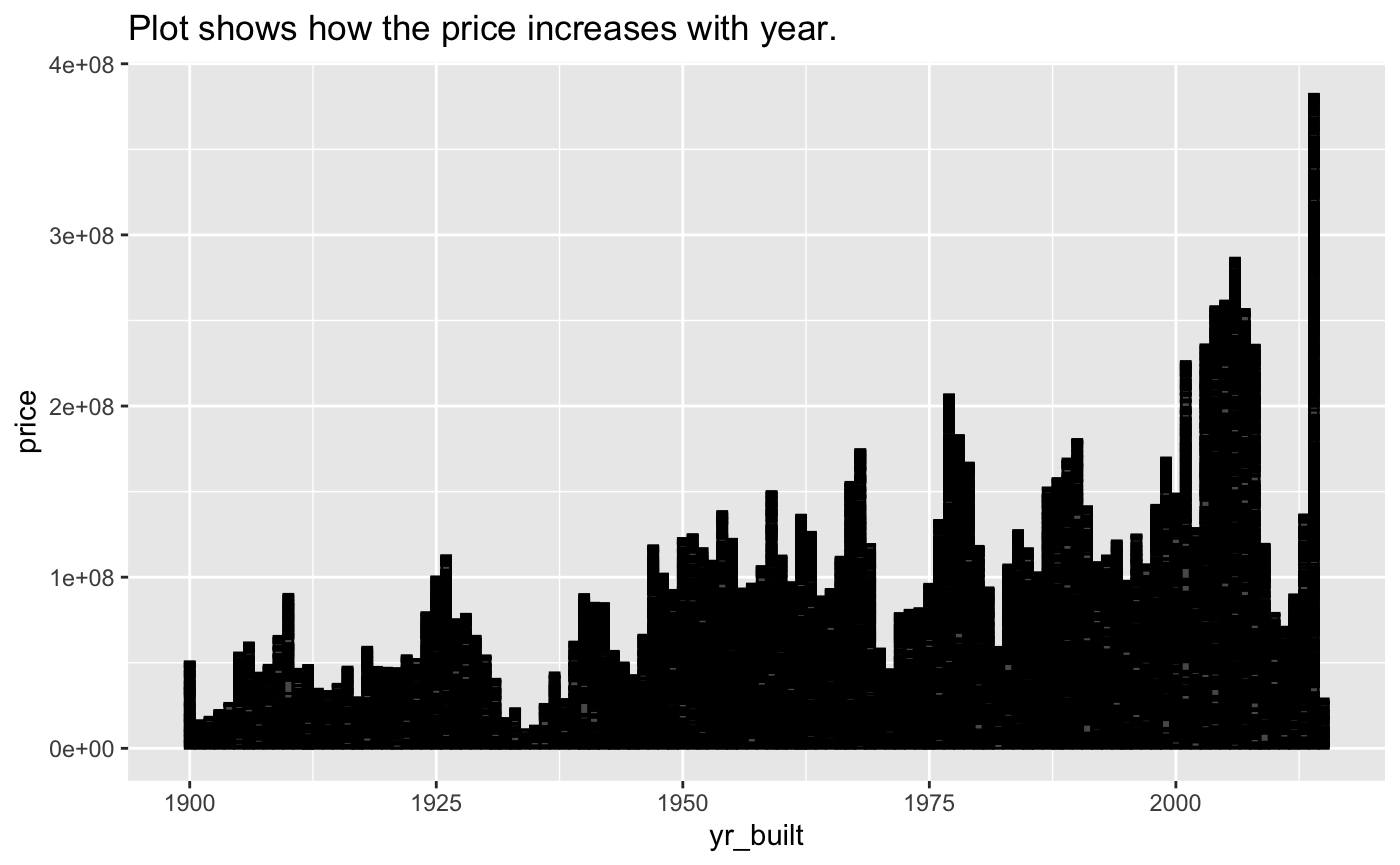 Plot shows how the price increases with year.
4e+08
3e+08
2e+08
1e+08
0e+00
price
1900 1925 1950 1975 2000
yr_built